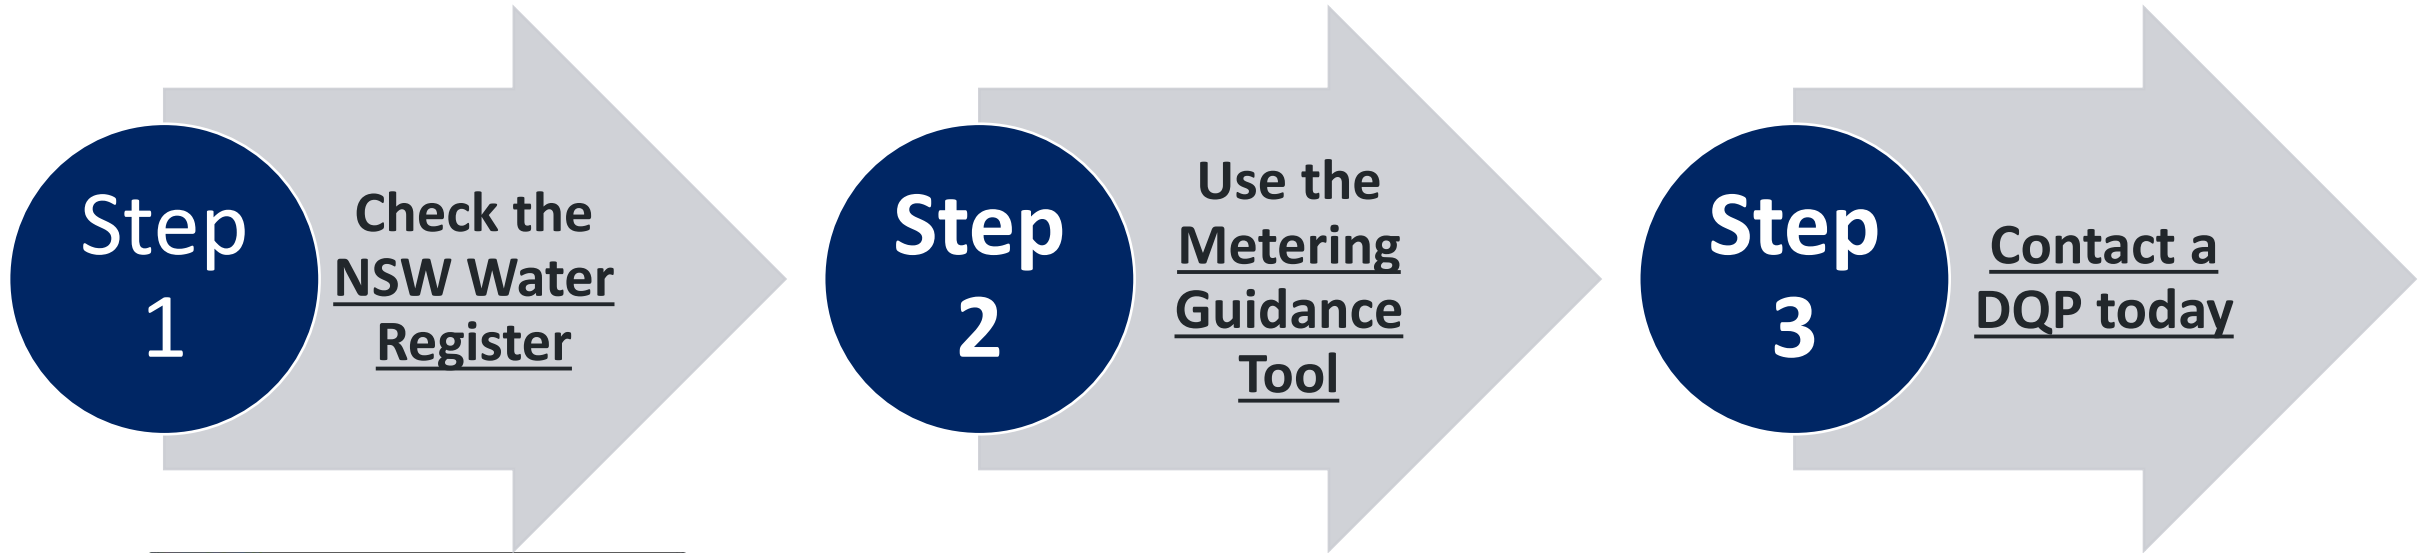 Step
1
Check the
NSW Water
Register
Step
2
Use the
Metering
Guidance
Tool
Step
3
Contact a
DQP today